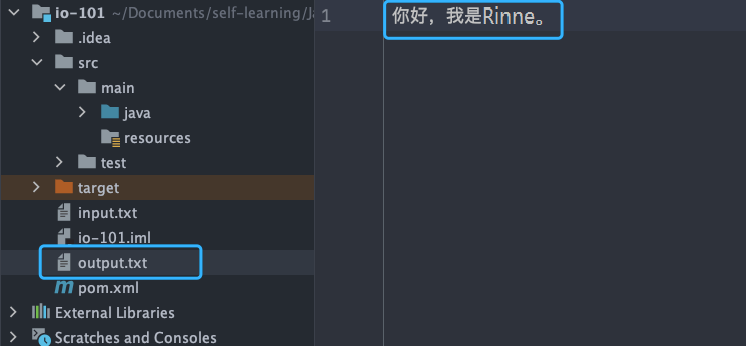 io-101 ~/Documents/self-learning/Ja
.idea
src
main
java
resources
test
target
input.txt
io-101.iml
output.txt
pom.xml
External Libraries
Scratches and Consoles
1
你好，我是Rinne。